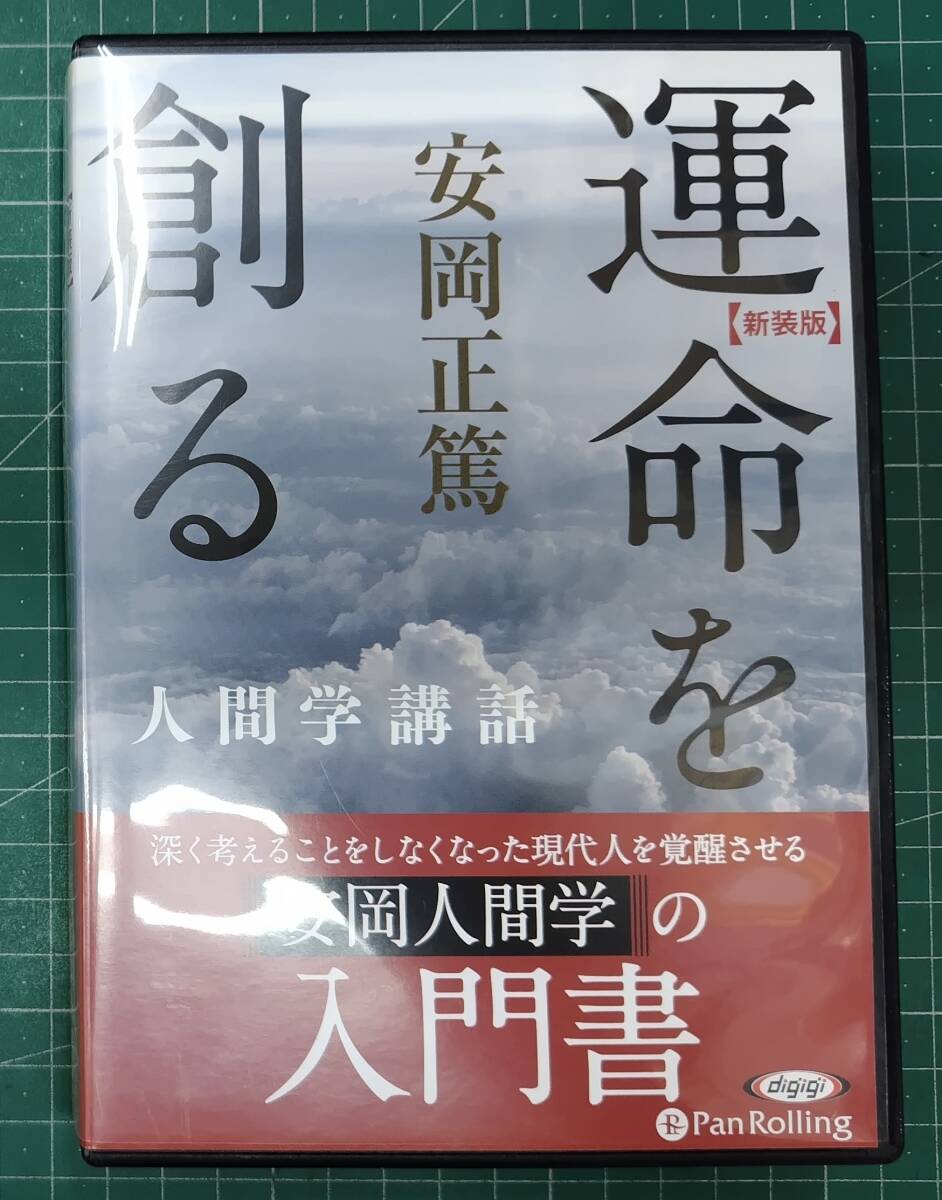 運命を
【新装版】
創る
安岡正篤
人間学講話
深く考えることをしなくなった現代人を覚醒させる
安岡人間学の
入門書
digigi
PanRolling